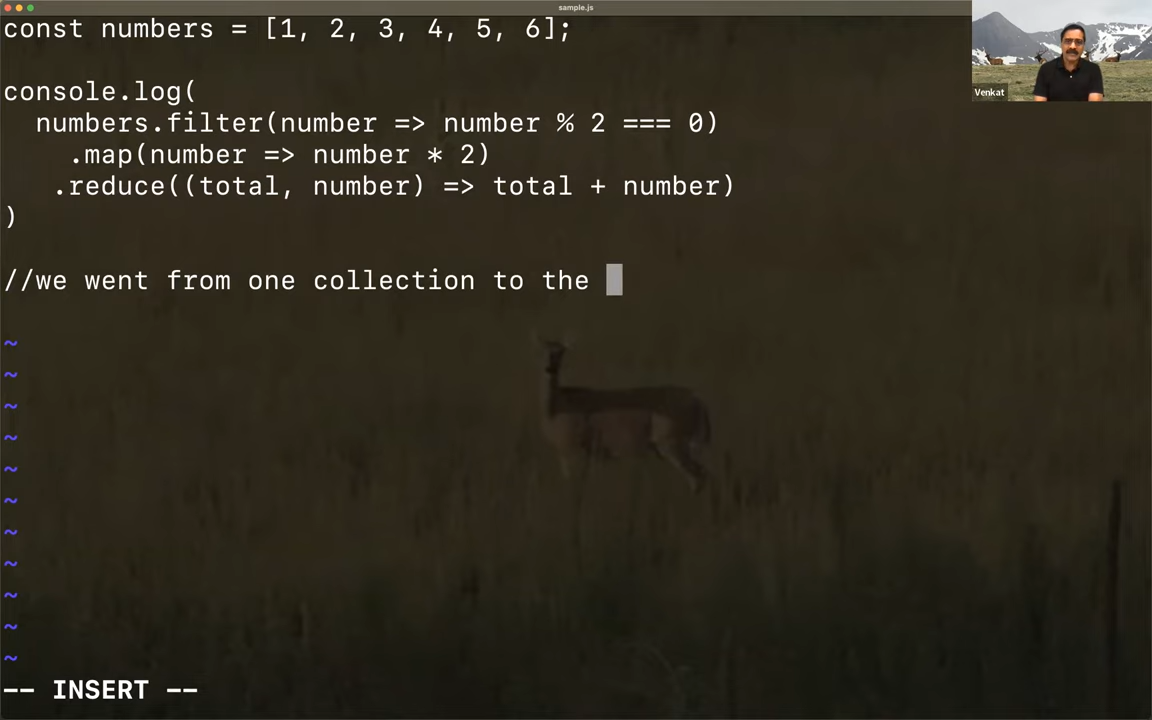 sample.js
const numbers = [1, 2, 3, 4, 5, 6];
Venkat
console.log(
numbers.filter(number => number % 2 === 0)
.map(number => number * 2)
.reduce((total, number) => total + number)
)
//we went from one collection to the
~
~
~
~
~
~
~
~
~
~
~
-- INSERT --